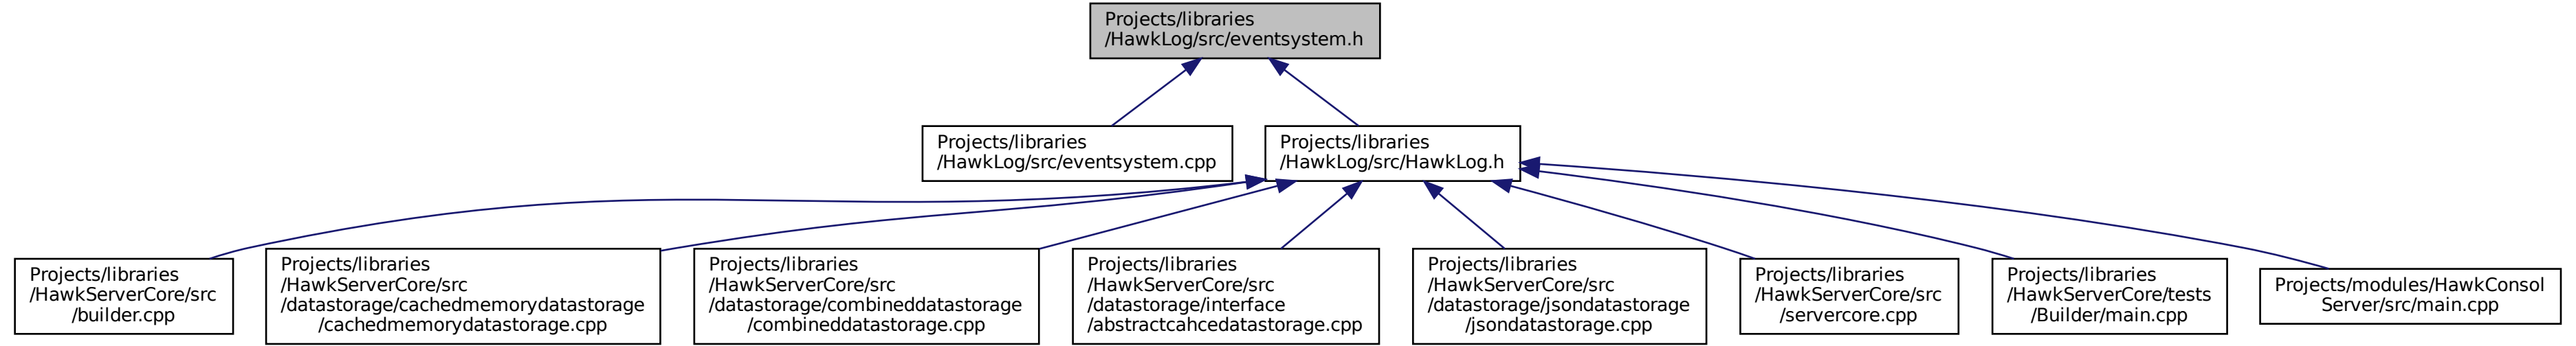 Projects/libraries
/HawkLog/src/eventsystem.h
Projects/libraries
/HawkLog/src/eventsystem.cpp
Projects/libraries
/HawkLog/src/HawkLog.h
Projects/libraries
/HawkServerCore/src
/builder.cpp
Projects/libraries
/HawkServerCore/src
/datastorage/cachedmemorydatastorage
/cachedmemorydatastorage.cpp
Projects/libraries
/HawkServerCore/src
/datastorage/combineddatastorage
/combineddatastorage.cpp
Projects/libraries
/HawkServerCore/src
/datastorage/interface
/abstractcahcedatastorage.cpp
Projects/libraries
/HawkServerCore/src
/datastorage/jsondatastorage
/jsondatastorage.cpp
Projects/libraries
/HawkServerCore/src
/servercore.cpp
Projects/libraries
/HawkServerCore/tests
/Builder/main.cpp
Projects/modules/HawkConsol
Server/src/main.cpp